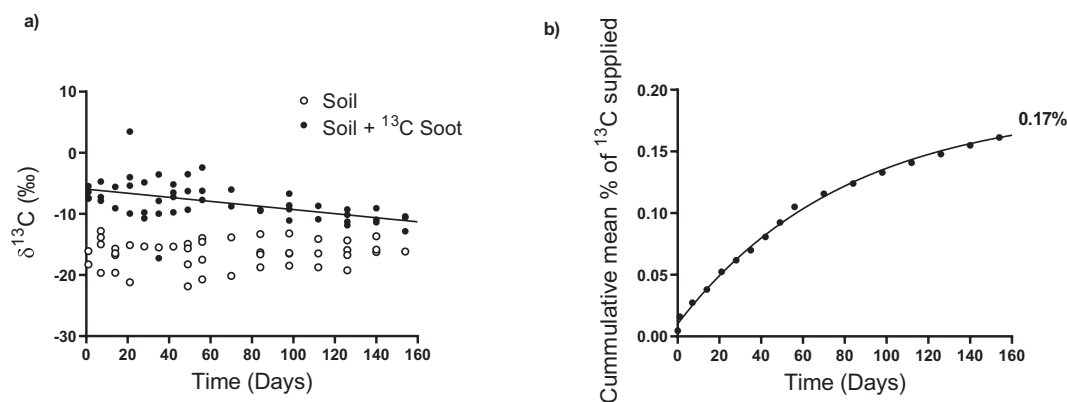 a)
δ¹³C (‰)
10
0
-10
-20
-30
0 20 40 60 80 100 120 140 160
Time (Days)
Soil
Soil + ¹³C Soot
b)
Cummulative mean % of ¹³C supplied
0.20
0.15
0.10
0.05
0.00
0 20 40 60 80 100 120 140 160
Time (Days)
0.17%